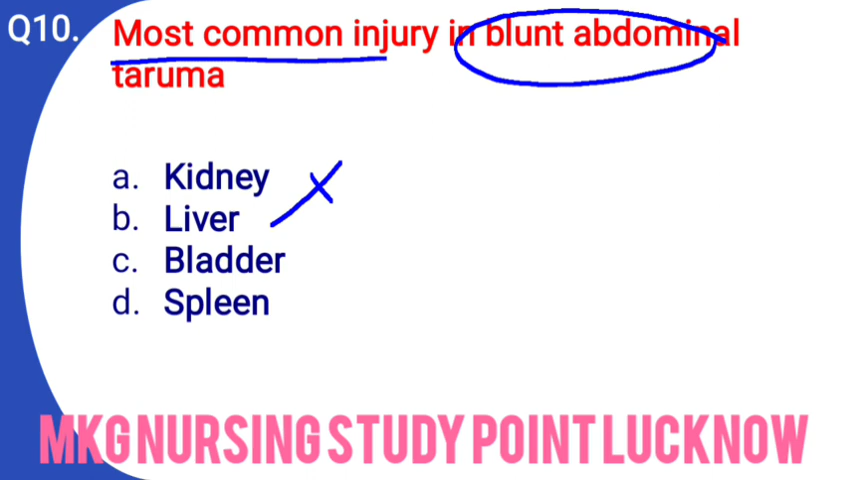 Q10.
Most common injury in blunt abdominal
taruma
a. Kidney
b. Liver
c. Bladder
d. Spleen
MKG NURSING STUDY POINT LUCKNOW